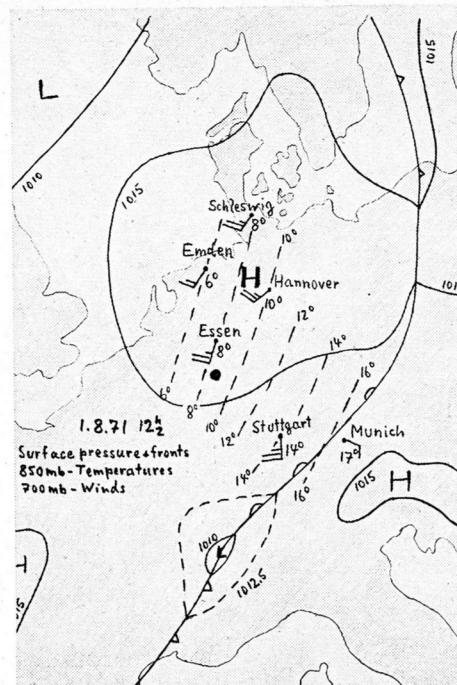 1015
L
1010
1015
Schleswig
8°
10°
Emden
6°
H
Hannover
10°
12°
Essen
8°
14°
16°
6°
8°
10°
12°
1.8.71 12h/2
Surface pressure + fronts
850mb - Temperatures
700mb - Winds
Stuttgart
14°
Munich
17°
14°
16°
1015
H
1010
1012.5
H